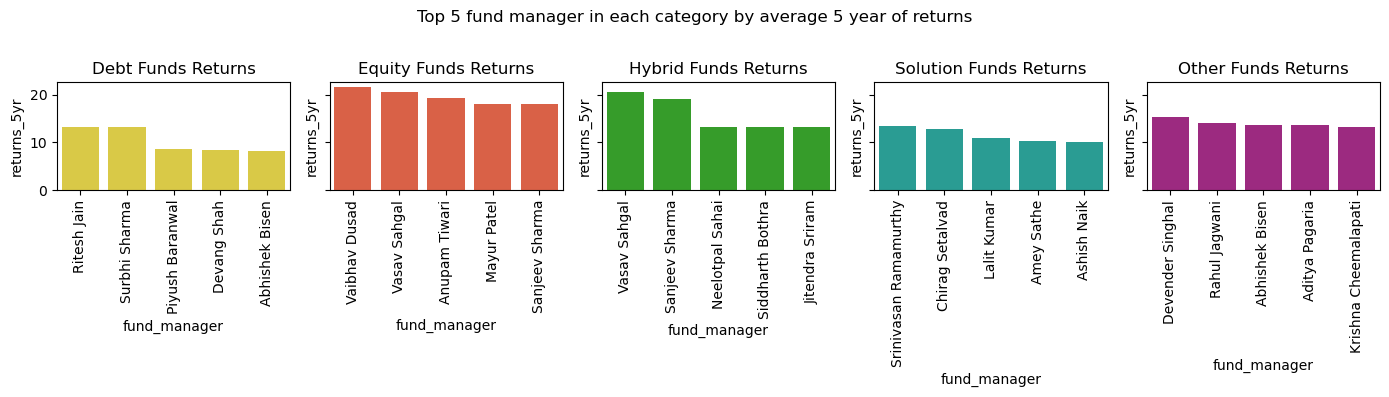 Top 5 fund manager in each category by average 5 year of returns
Debt Funds Returns
returns_5yr
20
10
0
Ritesh Jain
Surbhi Sharma
Piyush Baranwal
Devang Shah
Abhishek Bisen
fund_manager
Equity Funds Returns
returns_5yr
Vaibhav Dusad
Vasav Sahgal
Anupam Tiwari
Mayur Patel
Sanjeev Sharma
fund_manager
Hybrid Funds Returns
returns_5yr
Vasav Sahgal
Sanjeev Sharma
Neelotpal Sahai
Siddharth Bothra
Jitendra Sriram
fund_manager
Solution Funds Returns
returns_5yr
Srinivasan Ramamurthy
Chirag Setalvad
Lalit Kumar
Amey Sathe
Ashish Naik
fund_manager
Other Funds Returns
returns_5yr
Devender Singhal
Rahul Jagwani
Abhishek Bisen
Aditya Pagaria
Krishna Cheemalapati
fund_manager